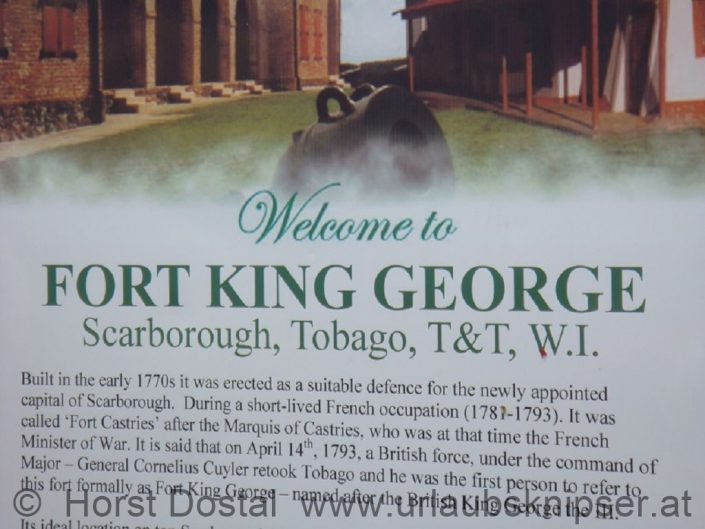 Welcome to
FORT KING GEORGE
Scarborough, Tobago, T&T, W.I.
Built in the early 1770s it was erected as a suitable defence for the newly appointed
capital of Scarborough. During a short-lived French occupation (1781-1793). It was
called 'Fort Castries' after the Marquis of Castries, who was at that time the French
Minister of War. It is said that on April 14th, 1793, a British force, under the command of
Major – General Cornelius Cuyler retook Tobago and he was the first person to refer to
this fort formally as Fort King George – named after the British King George the III.
© Horst Dostal www.urlaubsknipser.at
Its ideal location on top